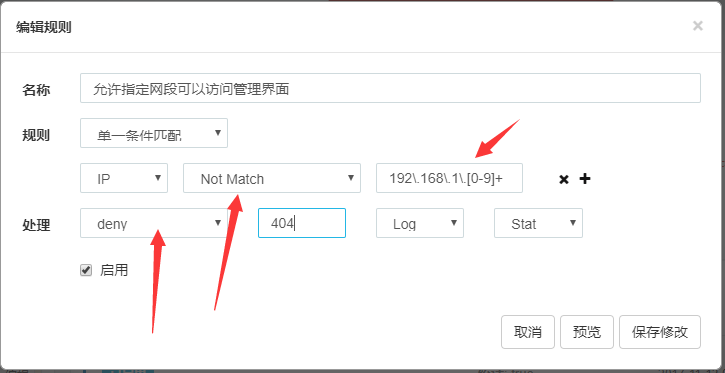 编辑规则 ×
名称 允许指定网段可以访问管理界面
规则 单一条件匹配
IP Not Match 192\.168\.1\.[0-9]+
处理 deny 404 Log Stat
启用
取消 预览 保存修改